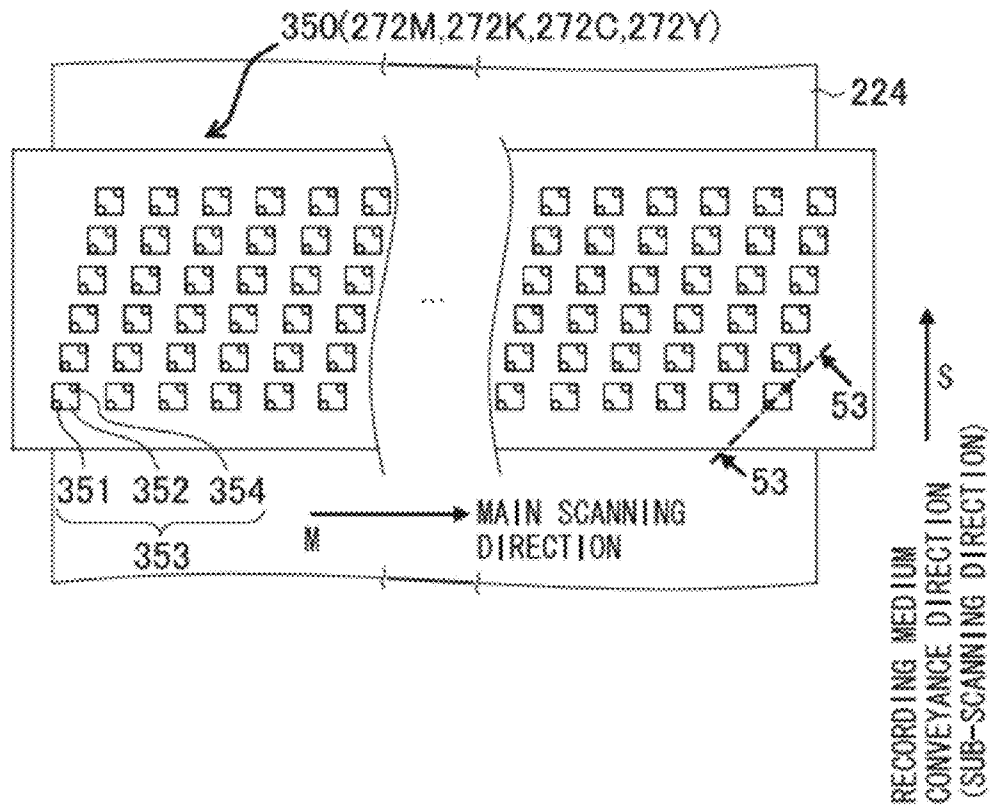 350(272M,272K,272C,272Y)
224
...
53
53
351 352 354
353
M
MAIN SCANNING
DIRECTION
S
RECORDING MEDIUM
CONVEYANCE DIRECTION
(SUB-SCANNING DIRECTION)